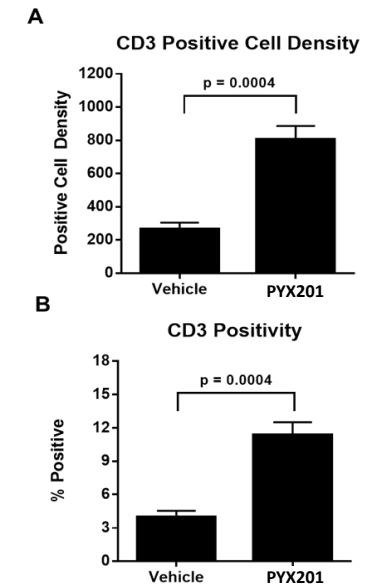 A
CD3 Positive Cell Density
1200
1000
800
600
400
200
0
Positive Cell Density
p = 0.0004
Vehicle
PYX201
B
CD3 Positivity
18
15
12
9
6
3
0
% Positive
p = 0.0004
Vehicle
PYX201